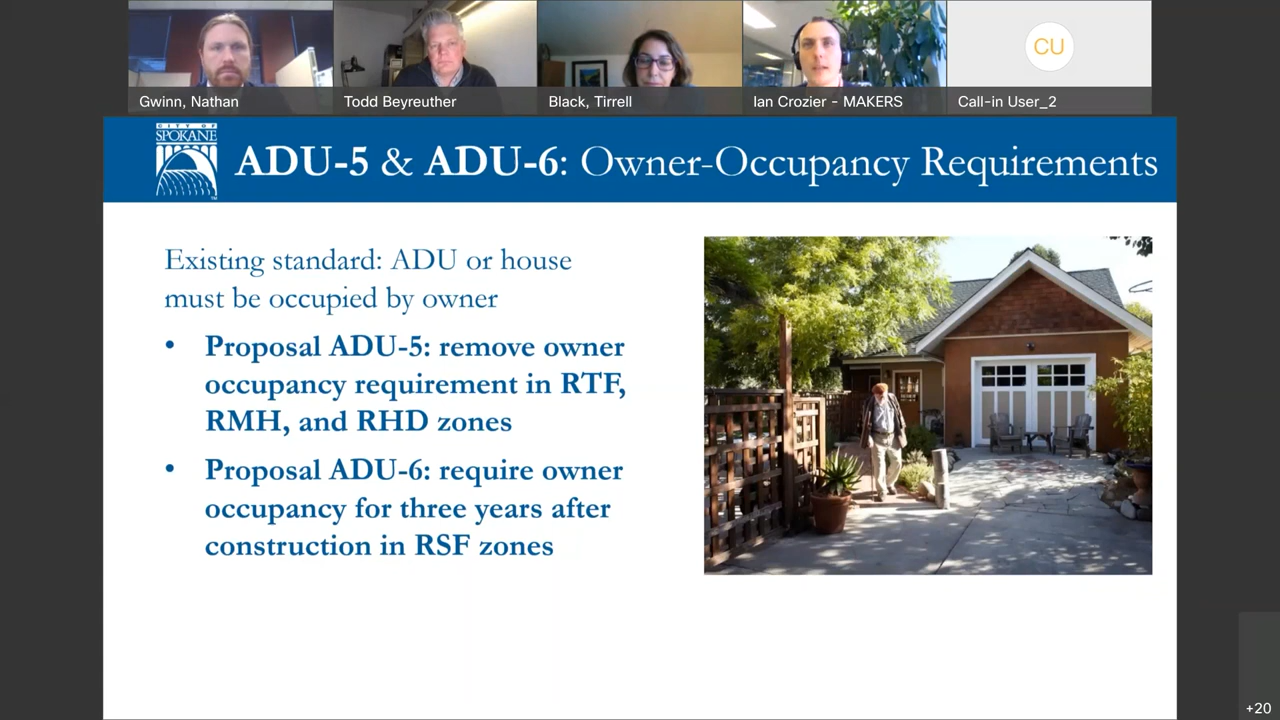 Gwinn, Nathan
Todd Beyreuther
Black, Tirrell
Ian Crozier - MAKERS
CU
Call-in User_2
CITY OF
SPOKANE
ADU-5 & ADU-6: Owner-Occupancy Requirements
Existing standard: ADU or house
must be occupied by owner
• Proposal ADU-5: remove owner
occupancy requirement in RTF,
RMH, and RHD zones
• Proposal ADU-6: require owner
occupancy for three years after
construction in RSF zones
+20